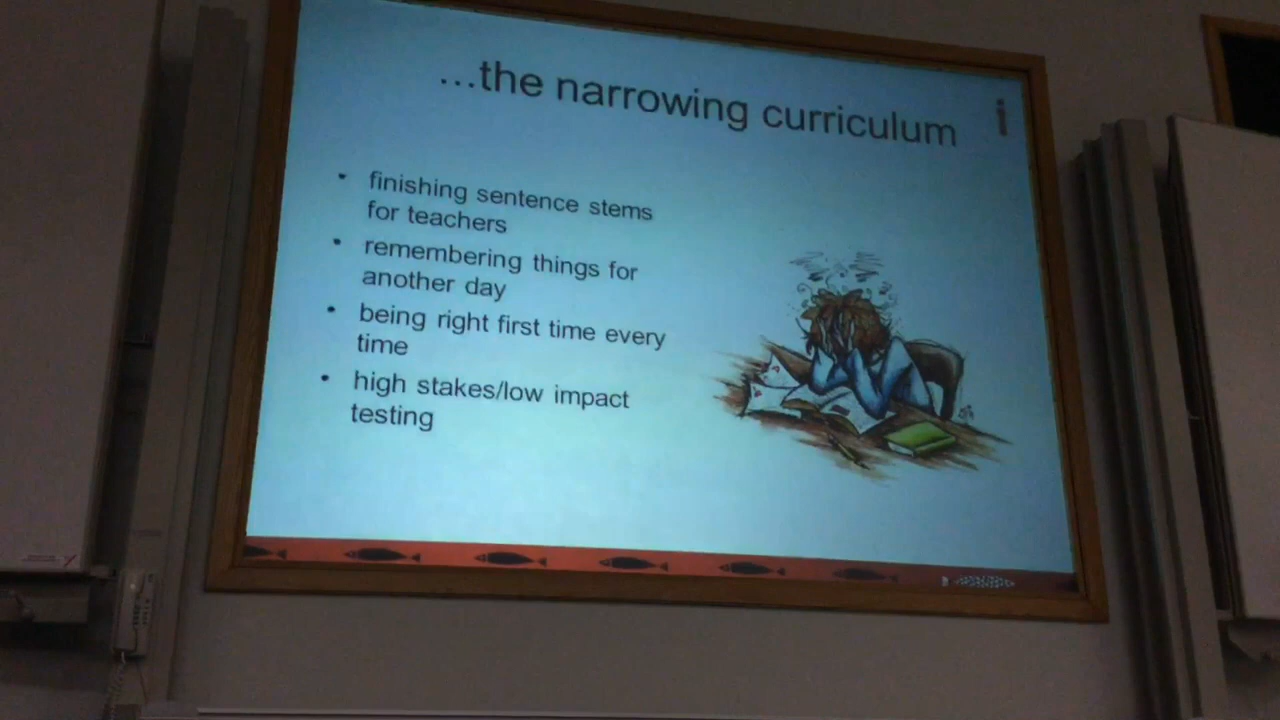 ...the narrowing curriculum
i
• finishing sentence stems
for teachers
• remembering things for
another day
• being right first time every
time
• high stakes/low impact
testing